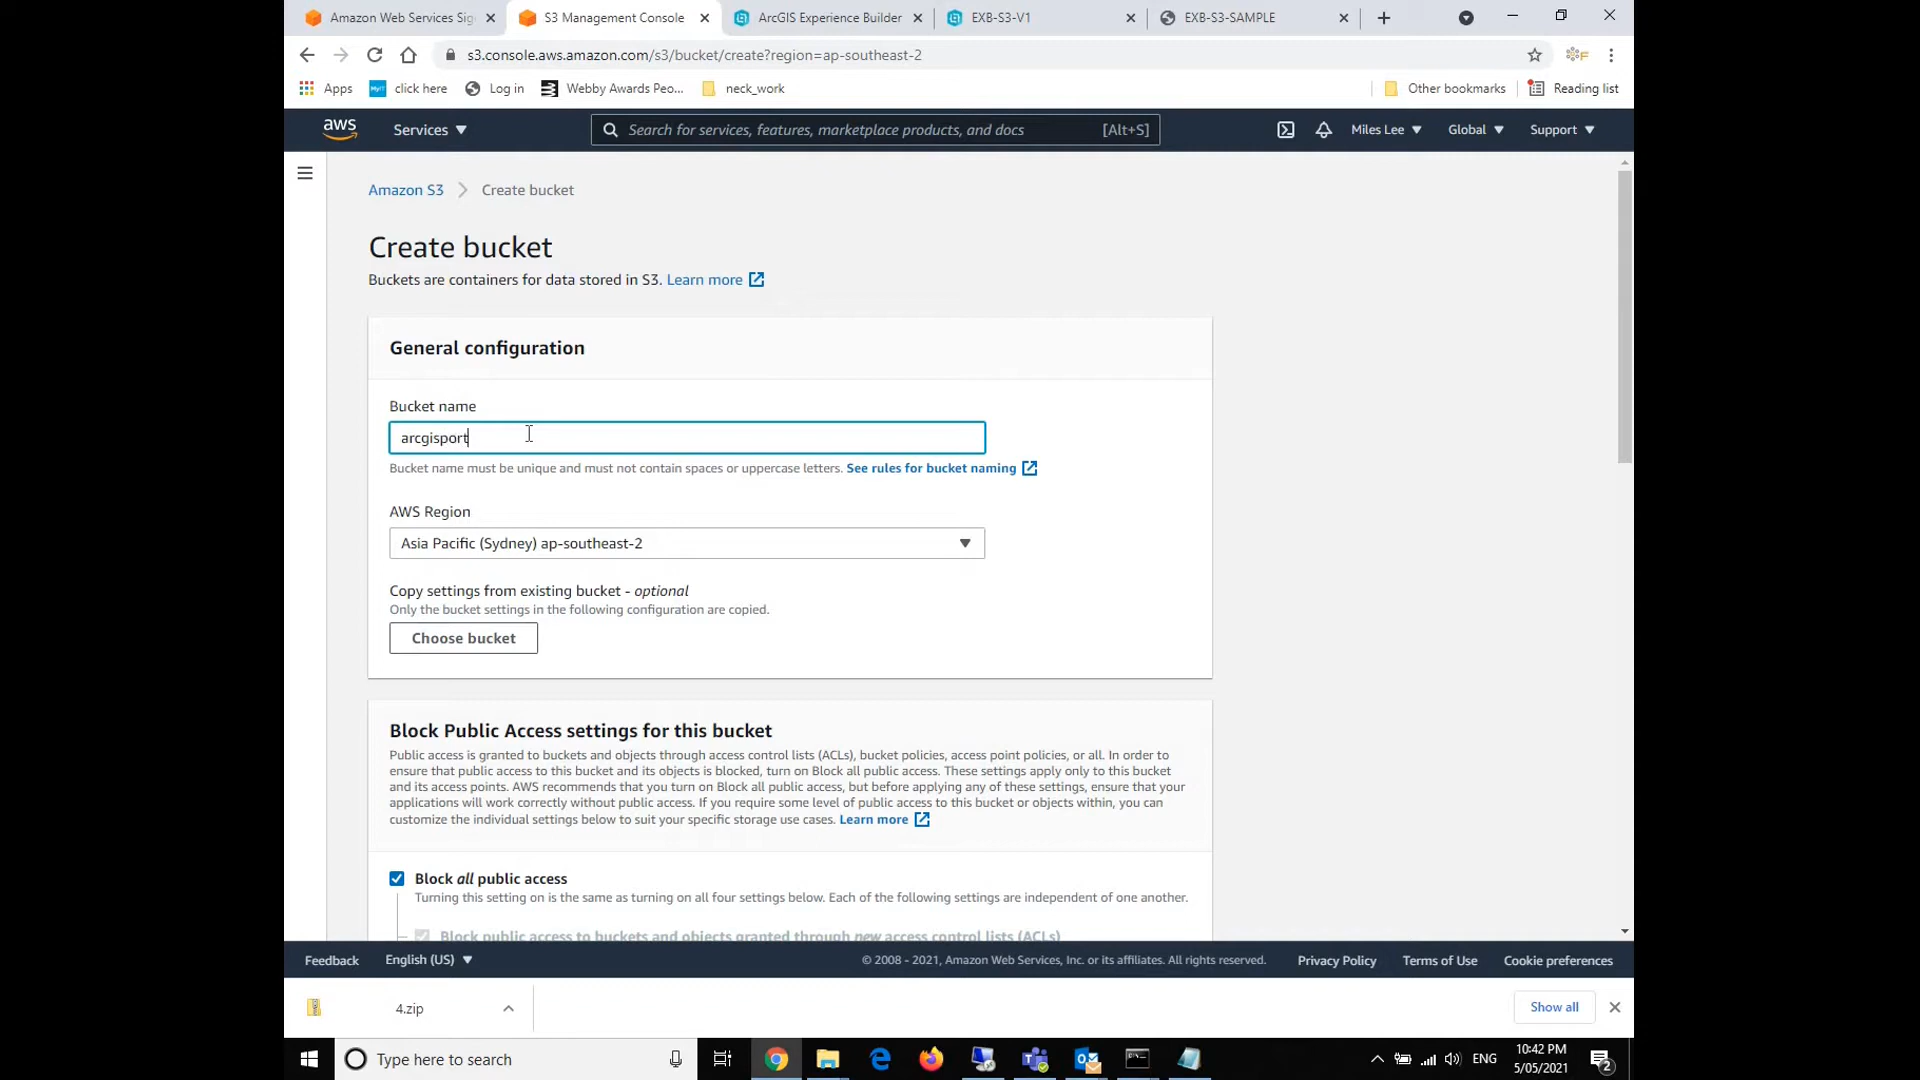 Amazon Web Services Sig
S3 Management Console
ArcGIS Experience Builder
EXB-S3-V1
EXB-S3-SAMPLE
s3.console.aws.amazon.com/s3/bucket/create?region=ap-southeast-2
Apps
click here
Log in
Webby Awards Peo...
neck_work
Other bookmarks
Reading list
aws
Services
Search for services, features, marketplace products, and docs
[Alt+S]
Miles Lee
Global
Support
Amazon S3
Create bucket
Create bucket
Buckets are containers for data stored in S3. Learn more
General configuration
Bucket name
arcgisport
Bucket name must be unique and must not contain spaces or uppercase letters. See rules for bucket naming
AWS Region
Asia Pacific (Sydney) ap-southeast-2
Copy settings from existing bucket - optional
Only the bucket settings in the following configuration are copied.
Choose bucket
Block Public Access settings for this bucket
Public access is granted to buckets and objects through access control lists (ACLs), bucket policies, access point policies, or all. In order to
ensure that public access to this bucket and its objects is blocked, turn on Block all public access. These settings apply only to this bucket
and its access points. AWS recommends that you turn on Block all public access, but before applying any of these settings, ensure that your
applications will work correctly without public access. If you require some level of public access to this bucket or objects within, you can
customize the individual settings below to suit your specific storage use cases. Learn more
Block all public access
Turning this setting on is the same as turning on all four settings below. Each of the following settings are independent of one another.
Block public access to buckets and objects granted through new access control lists (ACLs)
Feedback
English (US)
© 2008 - 2021, Amazon Web Services, Inc. or its affiliates. All rights reserved.
Privacy Policy
Terms of Use
Cookie preferences
4.zip
Show all
Type here to search
ENG
10:42 PM
5/05/2021
2